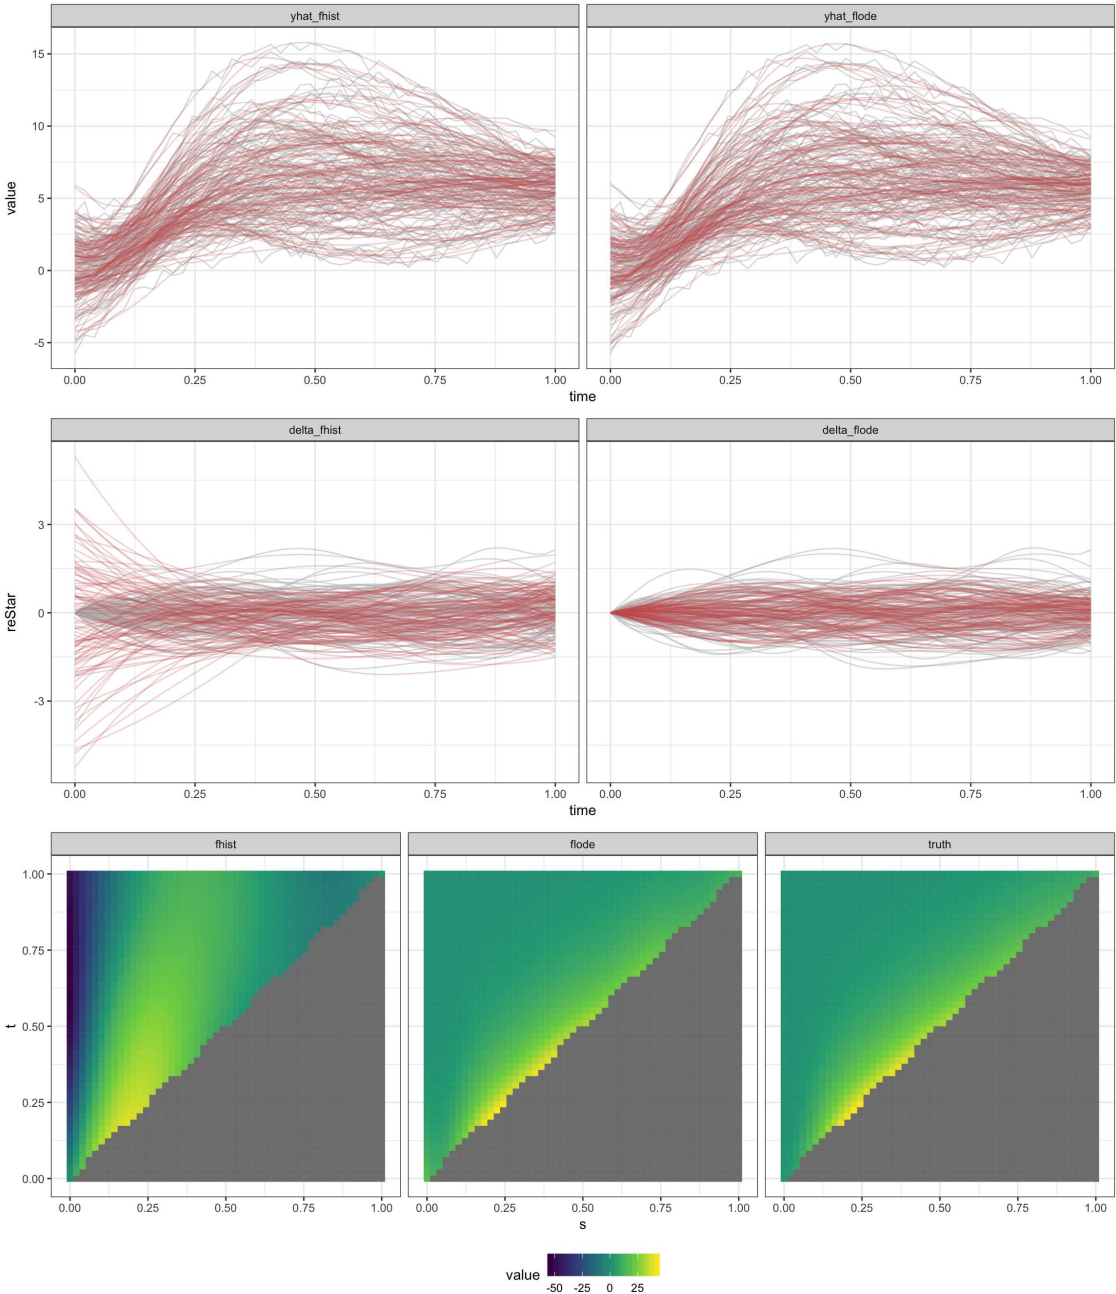 yhat_fhist yhat_flode
15
10
5
0
-5
value
0.00 0.25 0.50 0.75 1.00 0.00 0.25 0.50 0.75 1.00
time
delta_fhist delta_flode
3
0
-3
reStar
0.00 0.25 0.50 0.75 1.00 0.00 0.25 0.50 0.75 1.00
time
fhist flode truth
1.00
0.75
0.50
0.25
0.00
t
0.00 0.25 0.50 0.75 1.00 0.00 0.25 0.50 0.75 1.00 0.00 0.25 0.50 0.75 1.00
s
value
-50 -25 0 25